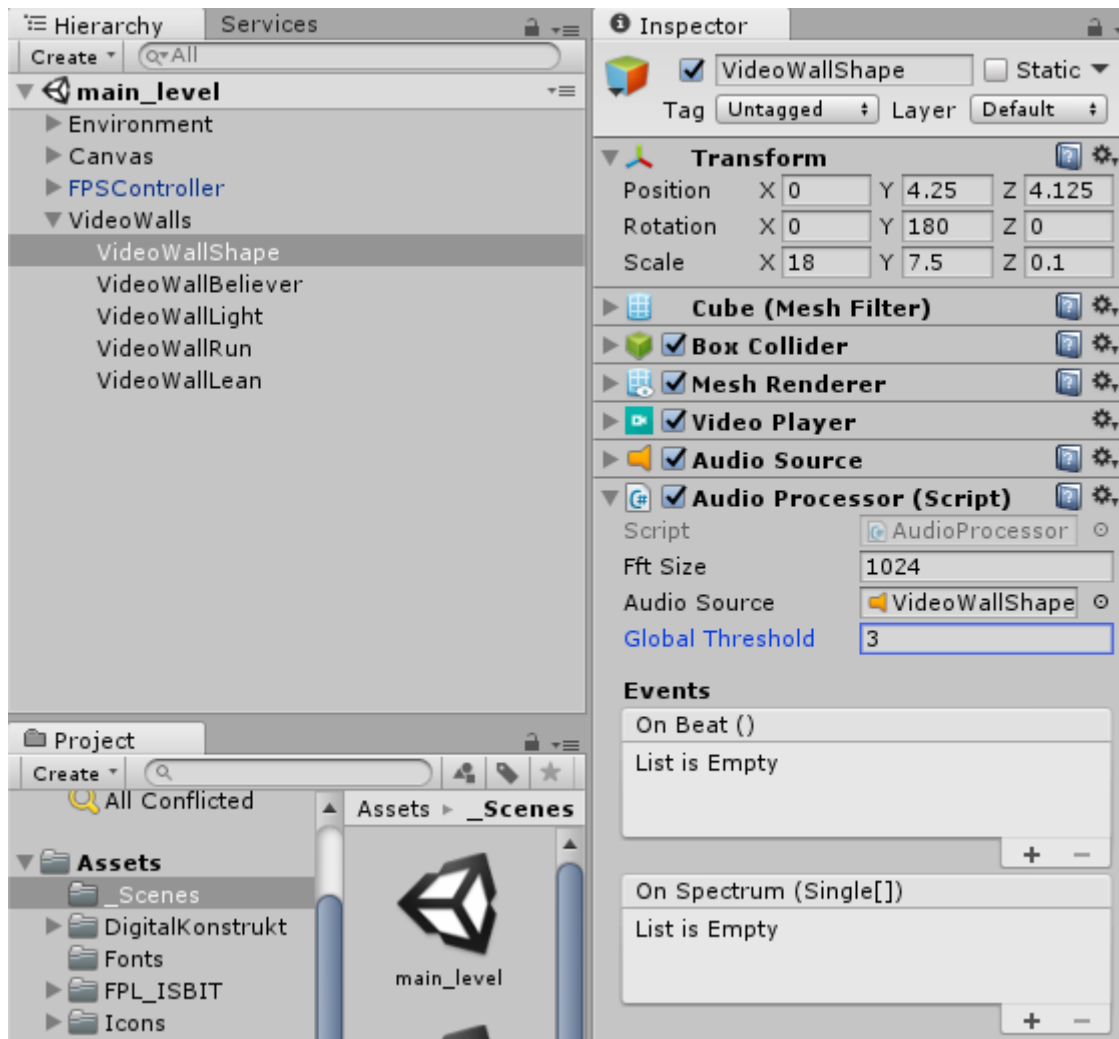 Hierarchy
Services
Create
All
main_level
Environment
Canvas
FPSController
VideoWalls
VideoWallShape
VideoWallBeliever
VideoWallLight
VideoWallRun
VideoWallLean
Project
Create
All Conflicted
Assets
_Scenes
DigitalKonstrukt
Fonts
FPL_ISBIT
Icons
Assets ▸ _Scenes
main_level
Inspector
VideoWallShape Static
Tag Untagged Layer Default
Transform
Position X 0 Y 4.25 Z 4.125
Rotation X 0 Y 180 Z 0
Scale X 18 Y 7.5 Z 0.1
Cube (Mesh Filter)
Box Collider
Mesh Renderer
Video Player
Audio Source
Audio Processor (Script)
Script AudioProcessor
Fft Size 1024
Audio Source VideoWallShape
Global Threshold 3
Events
On Beat ()
List is Empty
+ −
On Spectrum (Single[])
List is Empty
+ −